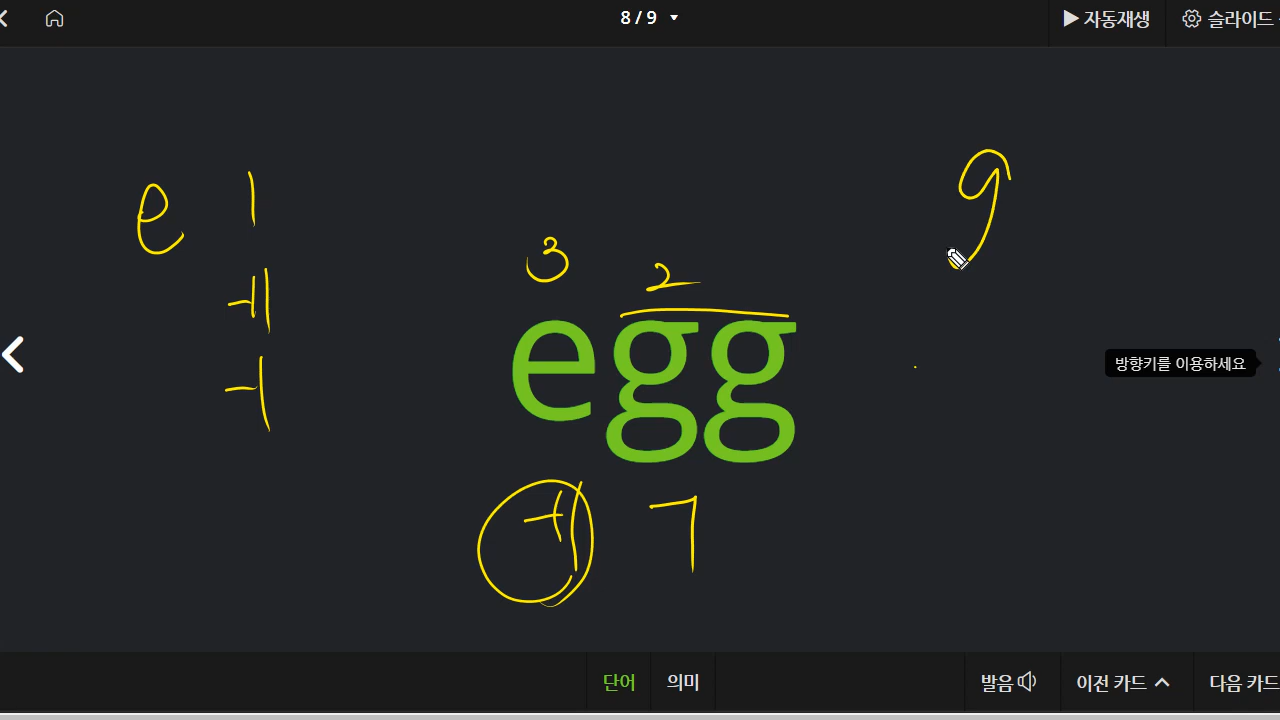 8 / 9
자동재생
슬라이드
e ㅣ
ㅔ
ㅓ
g
3 2
egg
ㅔ ㄱ
방향키를 이용하세요
단어 의미
발음
이전 카드
다음 카드